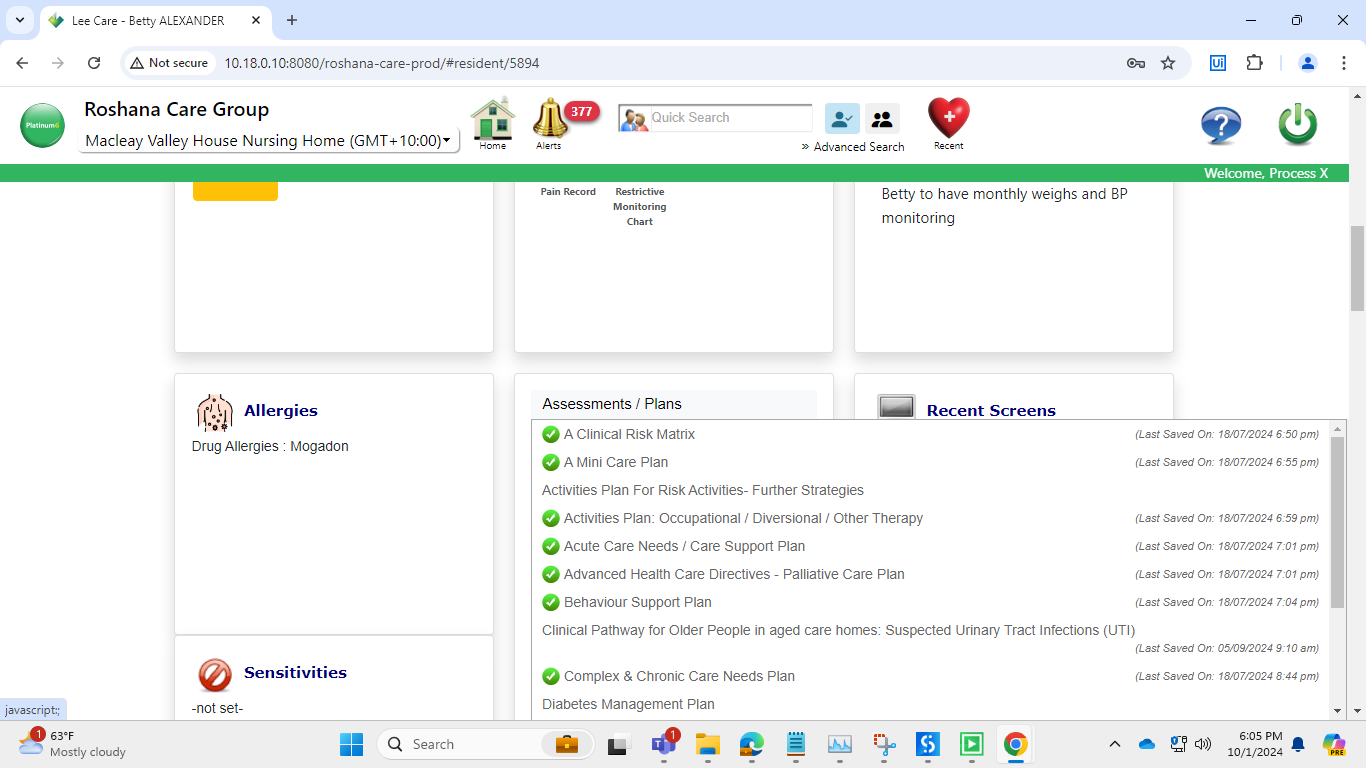 Lee Care - Betty ALEXANDER
Not secure
10.18.0.10:8080/roshana-care-prod/#resident/5894
Platinum6
Roshana Care Group
Macleay Valley House Nursing Home (GMT+10:00)
Home
377
Alerts
Quick Search
» Advanced Search
Recent
Welcome, Process X
Pain Record
Restrictive
Monitoring
Chart
Betty to have monthly weighs and BP
monitoring
Allergies
Drug Allergies : Mogadon
Sensitivities
-not set-
Assessments / Plans
Recent Screens
A Clinical Risk Matrix (Last Saved On: 18/07/2024 6:50 pm)
A Mini Care Plan (Last Saved On: 18/07/2024 6:55 pm)
Activities Plan For Risk Activities- Further Strategies
Activities Plan: Occupational / Diversional / Other Therapy (Last Saved On: 18/07/2024 6:59 pm)
Acute Care Needs / Care Support Plan (Last Saved On: 18/07/2024 7:01 pm)
Advanced Health Care Directives - Palliative Care Plan (Last Saved On: 18/07/2024 7:01 pm)
Behaviour Support Plan (Last Saved On: 18/07/2024 7:04 pm)
Clinical Pathway for Older People in aged care homes: Suspected Urinary Tract Infections (UTI)
(Last Saved On: 05/09/2024 9:10 am)
Complex & Chronic Care Needs Plan (Last Saved On: 18/07/2024 8:44 pm)
Diabetes Management Plan
javascript:;
1
63°F
Mostly cloudy
Search
1
6:05 PM
10/1/2024
PRE